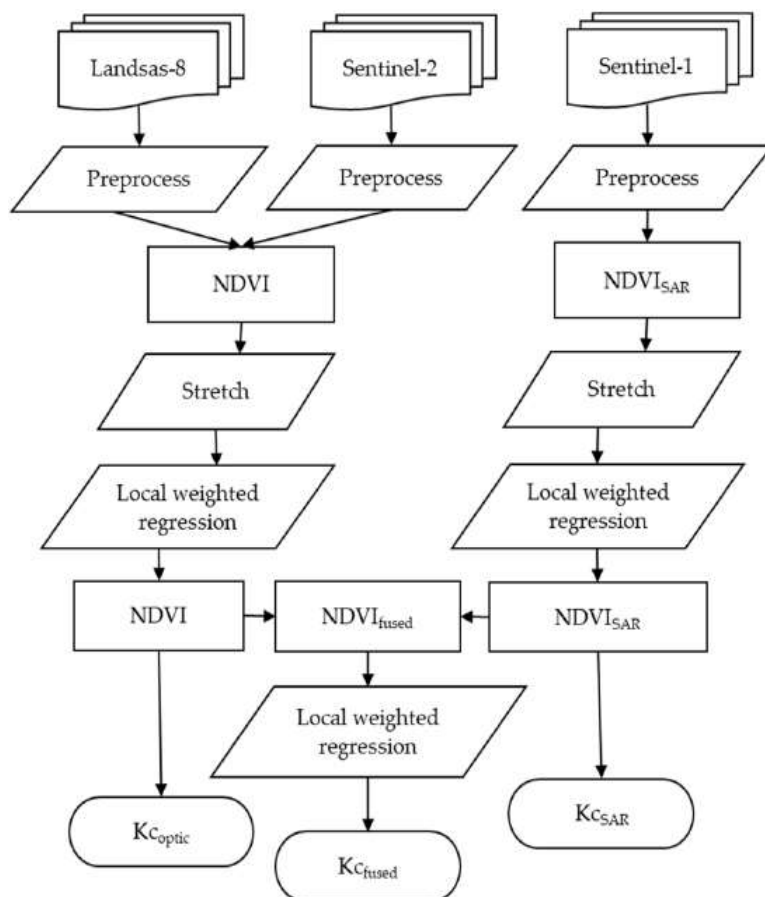 Landsas-8
Sentinel-2
Sentinel-1
Preprocess
Preprocess
Preprocess
NDVI
NDVISAR
Stretch
Stretch
Local weighted
regression
Local weighted
regression
NDVI
NDVIfused
NDVISAR
Local weighted
regression
Kcoptic
Kcfused
KcSAR